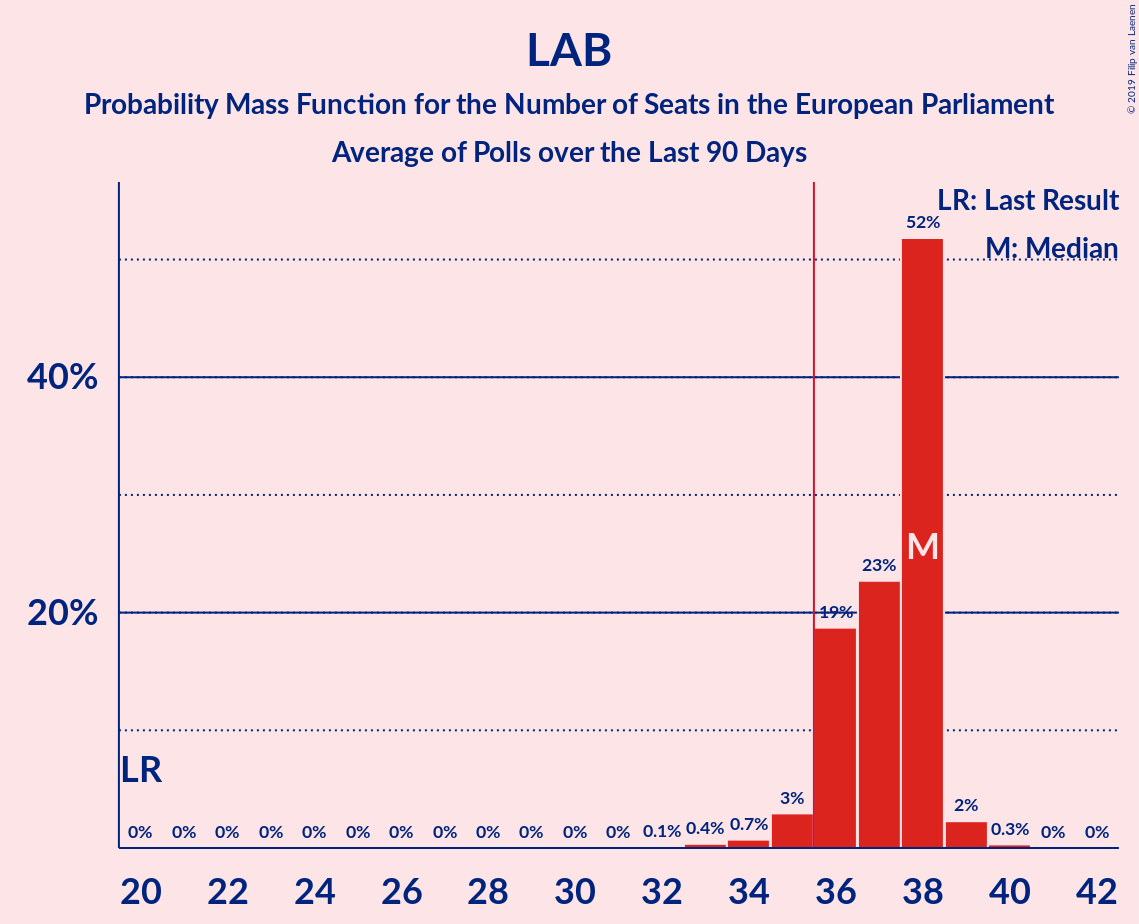 LAB
Probability Mass Function for the Number of Seats in the European Parliament
Average of Polls over the Last 90 Days
© 2019 Filip van Laenen
LR: Last Result
M: Median
52%
40%
M
23%
20%
19%
LR
0% 0% 0% 0% 0% 0% 0% 0% 0% 0% 0% 0% 0.1% 0.4% 0.7% 3% 2% 0.3% 0% 0%
20 22 24 26 28 30 32 34 36 38 40 42